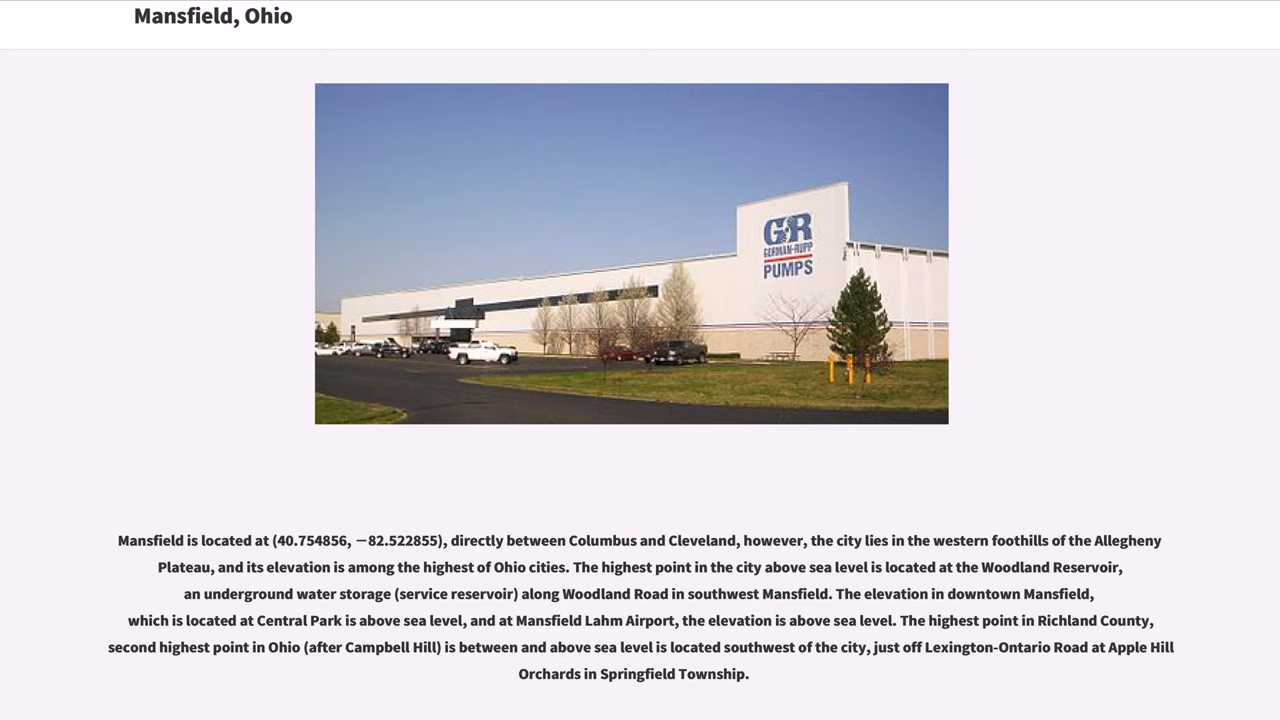 Mansfield, Ohio
GR
GORMAN-RUPP
PUMPS
Mansfield is located at (40.754856, −82.522855), directly between Columbus and Cleveland, however, the city lies in the western foothills of the Allegheny
Plateau, and its elevation is among the highest of Ohio cities. The highest point in the city above sea level is located at the Woodland Reservoir,
an underground water storage (service reservoir) along Woodland Road in southwest Mansfield. The elevation in downtown Mansfield,
which is located at Central Park is above sea level, and at Mansfield Lahm Airport, the elevation is above sea level. The highest point in Richland County,
second highest point in Ohio (after Campbell Hill) is between and above sea level is located southwest of the city, just off Lexington-Ontario Road at Apple Hill
Orchards in Springfield Township.